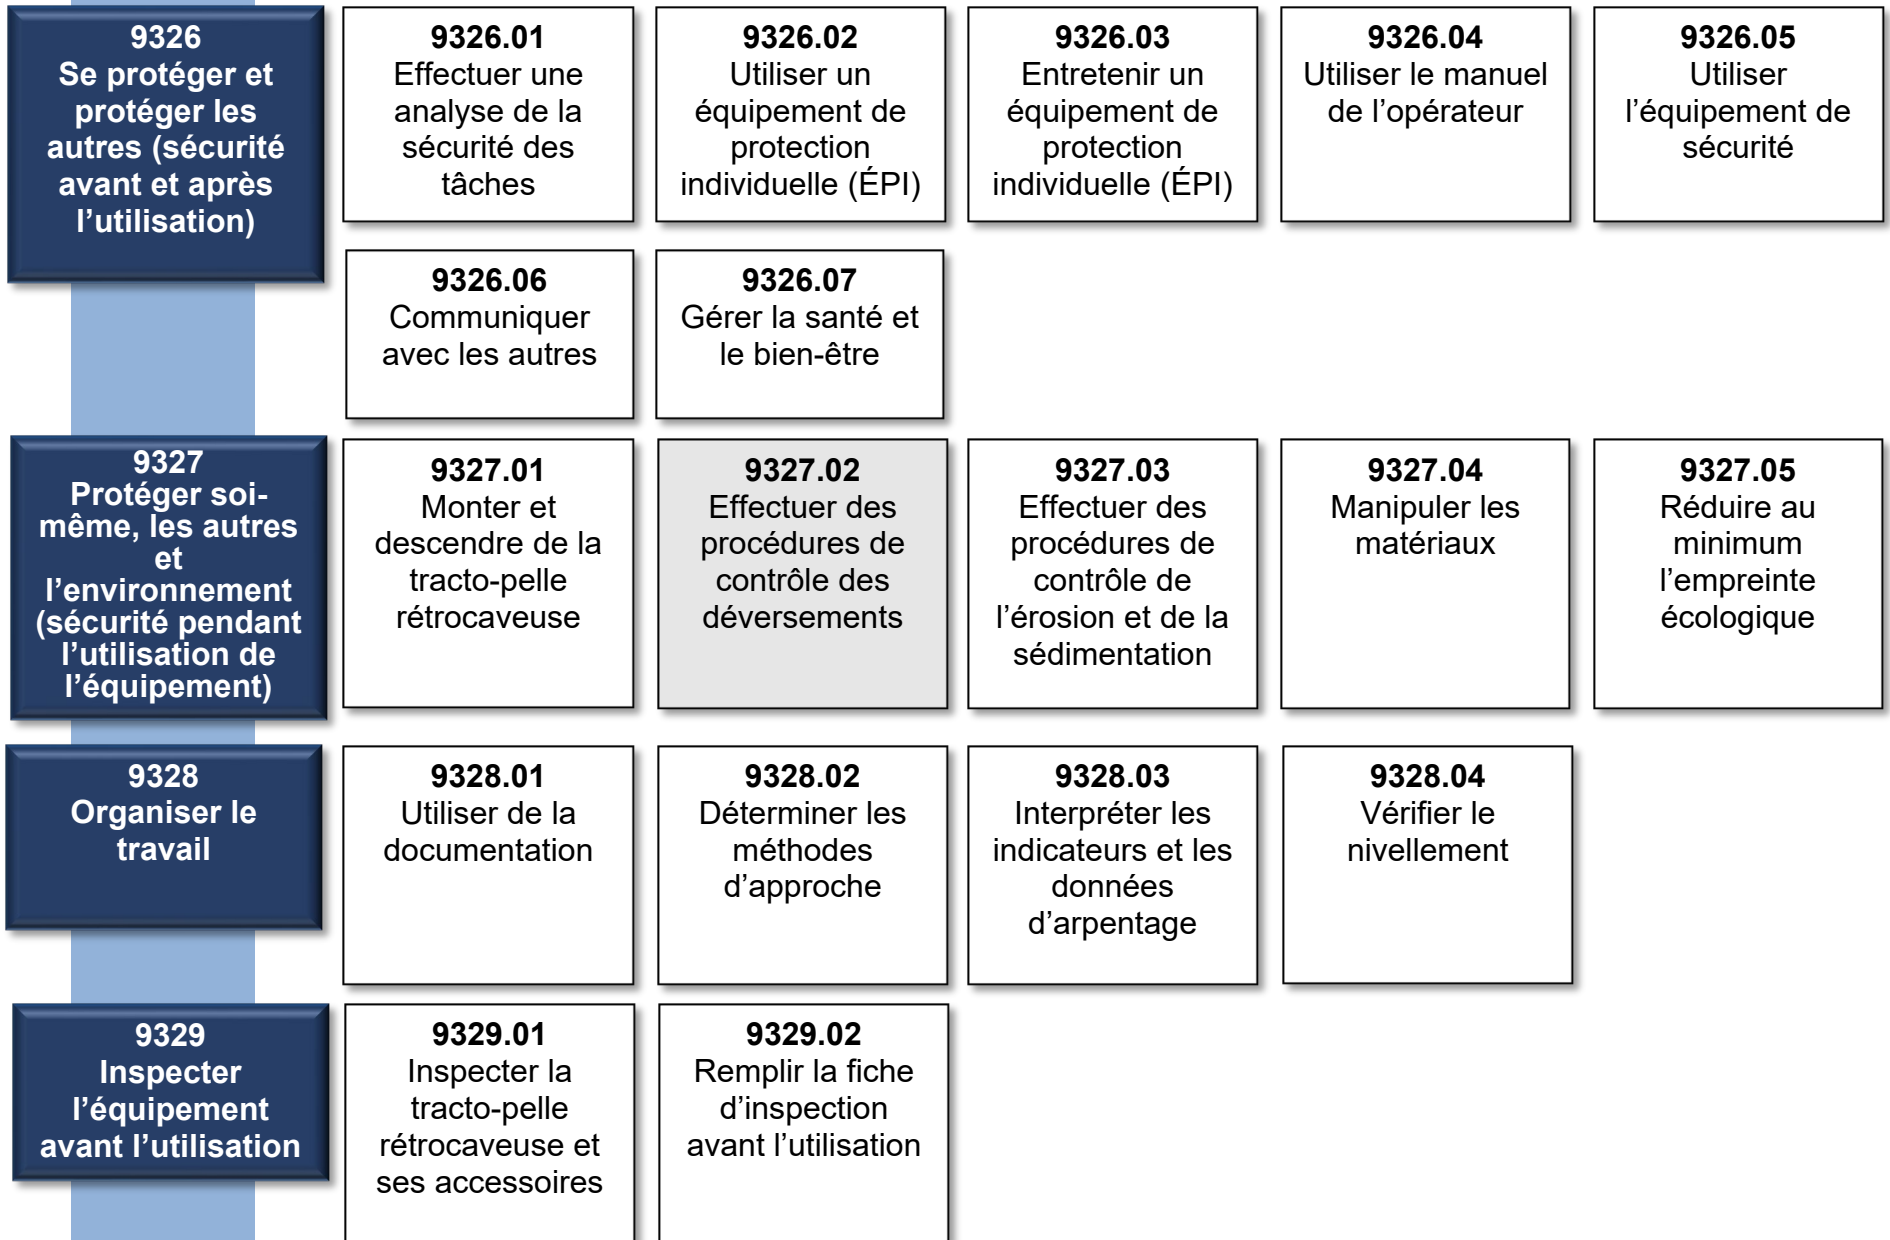 9326
Se protéger et
protéger les
autres (sécurité
avant et après
l’utilisation)
9326.01
Effectuer une
analyse de la
sécurité des
tâches
9326.02
Utiliser un
équipement de
protection
individuelle (ÉPI)
9326.03
Entretenir un
équipement de
protection
individuelle (ÉPI)
9326.04
Utiliser le manuel
de l’opérateur
9326.05
Utiliser
l’équipement de
sécurité
9326.06
Communiquer
avec les autres
9326.07
Gérer la santé et
le bien-être
9327
Protéger soi-
même, les autres
et
l’environnement
(sécurité pendant
l’utilisation de
l’équipement)
9327.01
Monter et
descendre de la
tracto-pelle
rétrocaveuse
9327.02
Effectuer des
procédures de
contrôle des
déversements
9327.03
Effectuer des
procédures de
contrôle de
l’érosion et de la
sédimentation
9327.04
Manipuler les
matériaux
9327.05
Réduire au
minimum
l’empreinte
écologique
9328
Organiser le
travail
9328.01
Utiliser de la
documentation
9328.02
Déterminer les
méthodes
d’approche
9328.03
Interpréter les
indicateurs et les
données
d’arpentage
9328.04
Vérifier le
nivellement
9329
Inspecter
l’équipement
avant l’utilisation
9329.01
Inspecter la
tracto-pelle
rétrocaveuse et
ses accessoires
9329.02
Remplir la fiche
d’inspection
avant l’utilisation